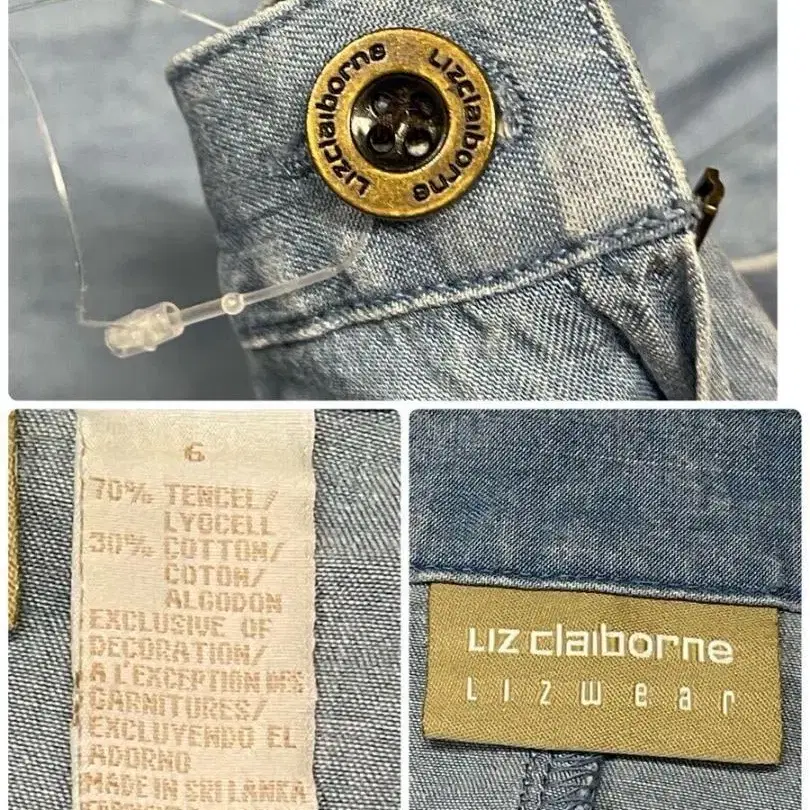 LIZclaiborne LIZclaiborne
6
70% TENCEL/
LYOCELL
30% COTTON/
COTON/
ALGODON
EXCLUSIVE OF
DECORATION/
A L'EXCEPTION DES
GARNITURES/
EXCLUYENDO EL
ADORNO
MADE IN SRI LANKA
LIZ claiborne
LIZWEAR